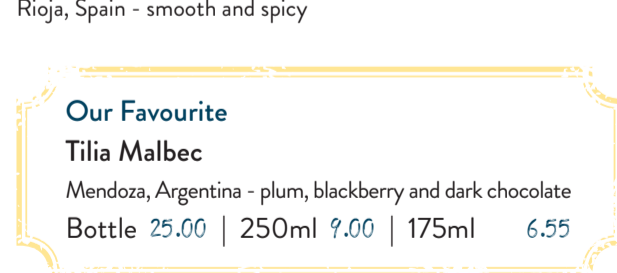 Rioja, Spain - smooth and spicy
Our Favourite
Tilia Malbec
Mendoza, Argentina - plum, blackberry and dark chocolate
Bottle 25.00 | 250ml 9.00 | 175ml 6.55